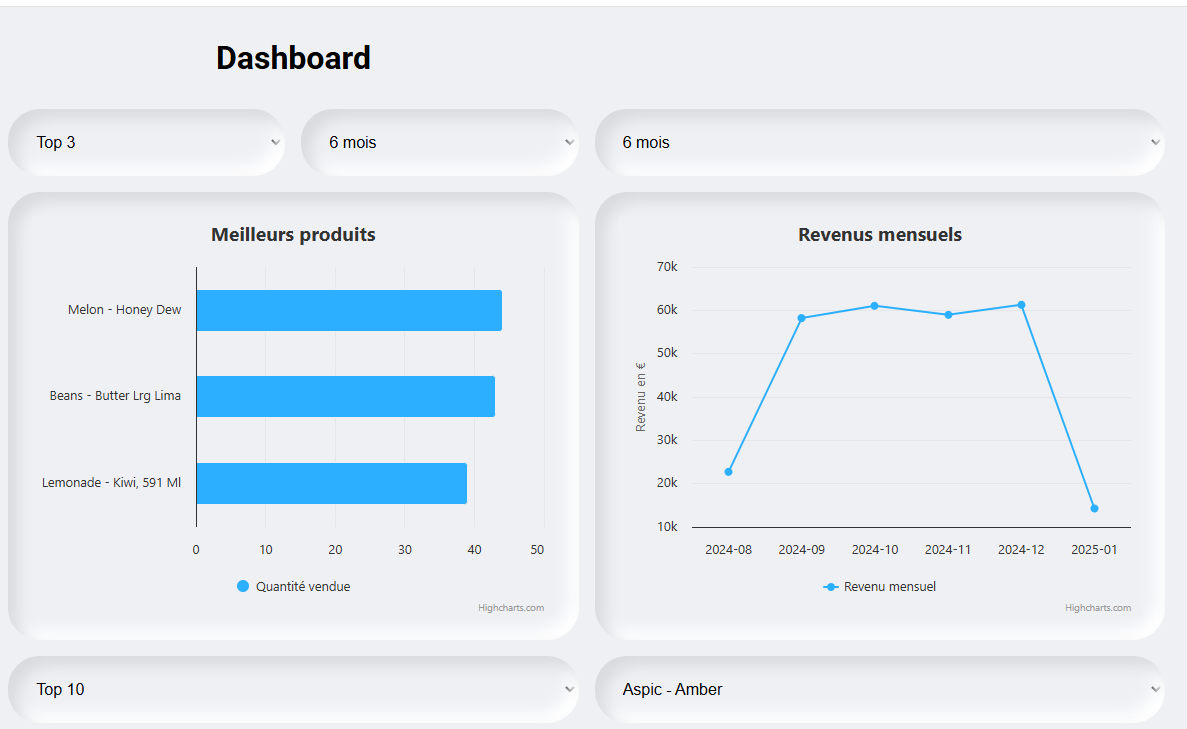 Dashboard
Top 3
6 mois
6 mois
Meilleurs produits
Melon - Honey Dew
Beans - Butter Lrg Lima
Lemonade - Kiwi, 591 Ml
0 10 20 30 40 50
Quantité vendue
Highcharts.com
Revenus mensuels
Revenu en €
70k
60k
50k
40k
30k
20k
10k
2024-08 2024-09 2024-10 2024-11 2024-12 2025-01
Revenu mensuel
Highcharts.com
Top 10
Aspic - Amber